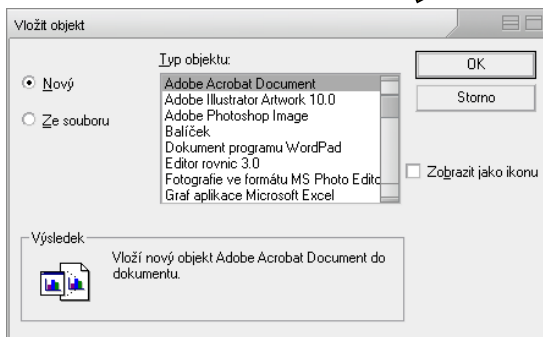 Vložit objekt
Typ objektu:
Nový
Ze souboru
Adobe Acrobat Document
Adobe Illustrator Artwork 10.0
Adobe Photoshop Image
Balíček
Dokument programu WordPad
Editor rovnic 3.0
Fotografie ve formátu MS Photo Edito
Graf aplikace Microsoft Excel
OK
Storno
Zobrazit jako ikonu
Výsledek
Vloží nový objekt Adobe Acrobat Document do
dokumentu.